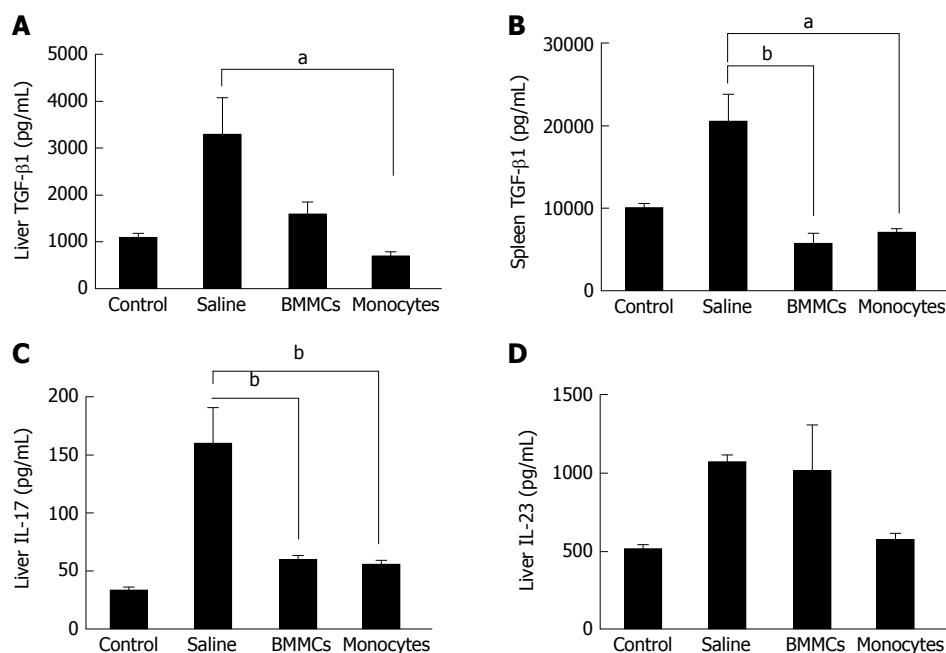 A
Liver TGF-β1 (pg/mL)
5000
4000
3000
2000
1000
0
a
Control Saline BMMCs Monocytes
B
Spleen TGF-β1 (pg/mL)
30000
20000
10000
0
a
b
Control Saline BMMCs Monocytes
C
Liver IL-17 (pg/mL)
200
150
100
50
0
b
b
Control Saline BMMCs Monocytes
D
Liver IL-23 (pg/mL)
1500
1000
500
0
Control Saline BMMCs Monocytes